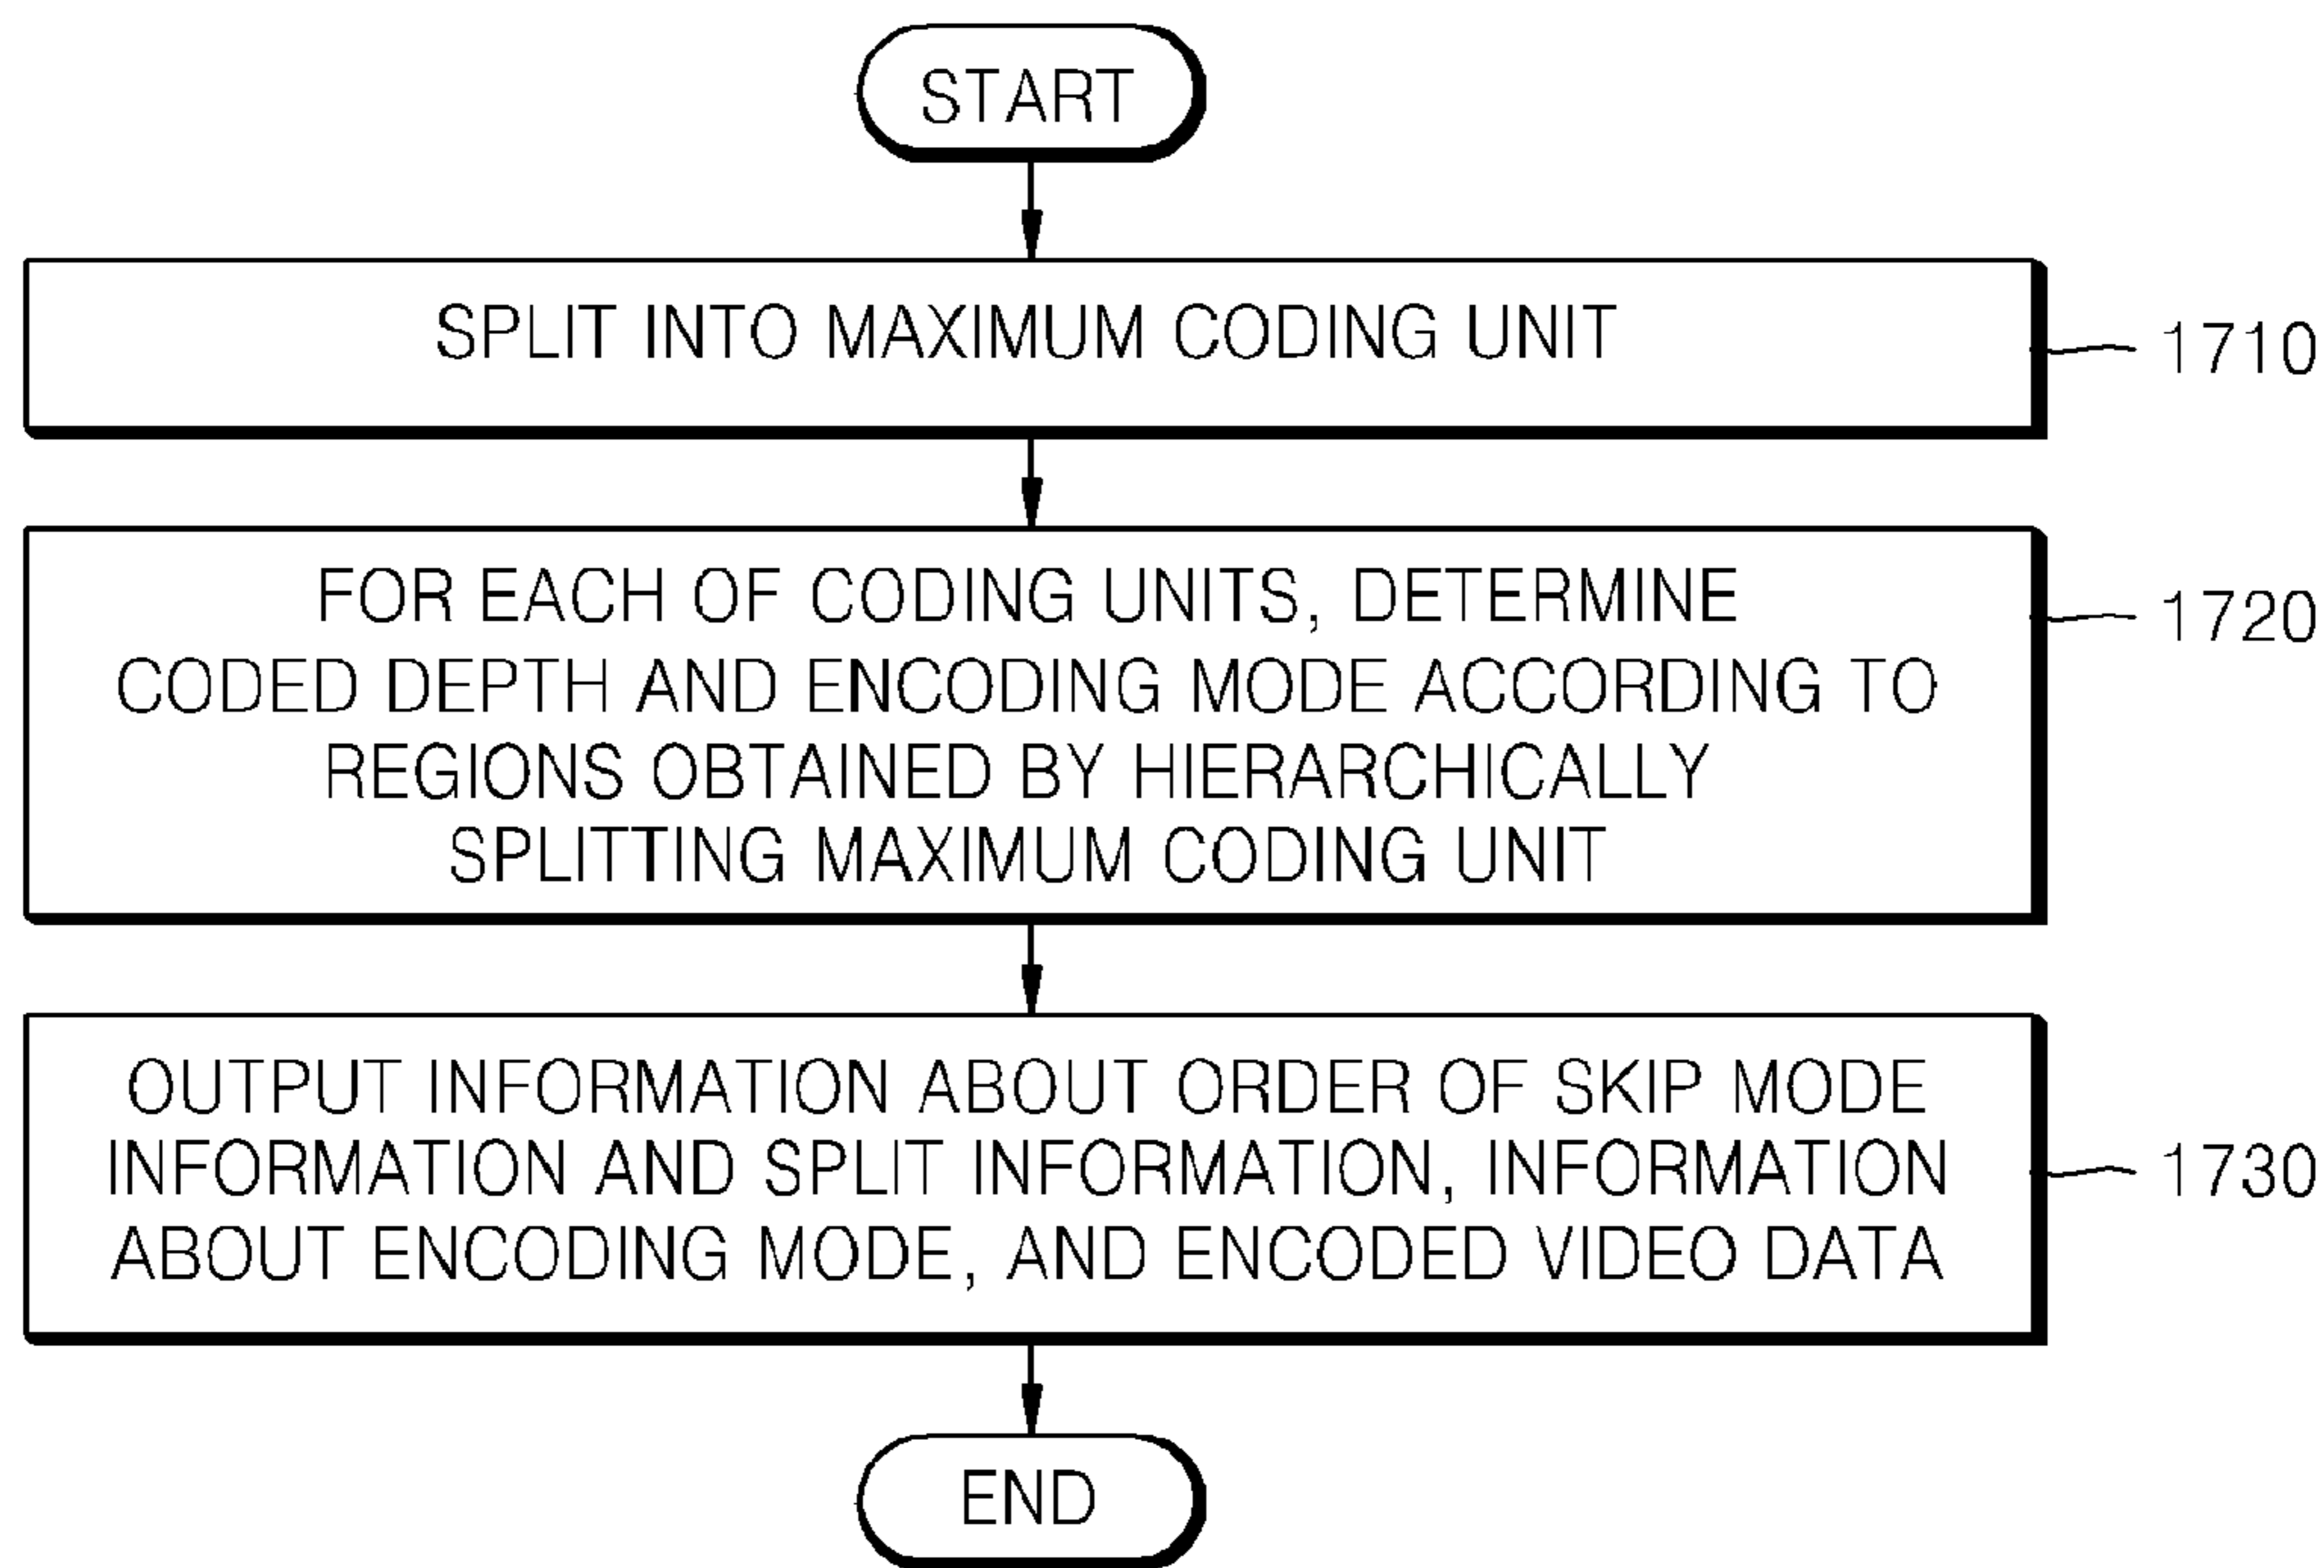 START
SPLIT INTO MAXIMUM CODING UNIT
1710
FOR EACH OF CODING UNITS, DETERMINE
CODED DEPTH AND ENCODING MODE ACCORDING TO
REGIONS OBTAINED BY HIERARCHICALLY
SPLITTING MAXIMUM CODING UNIT
1720
OUTPUT INFORMATION ABOUT ORDER OF SKIP MODE
INFORMATION AND SPLIT INFORMATION, INFORMATION
ABOUT ENCODING MODE, AND ENCODED VIDEO DATA
1730
END